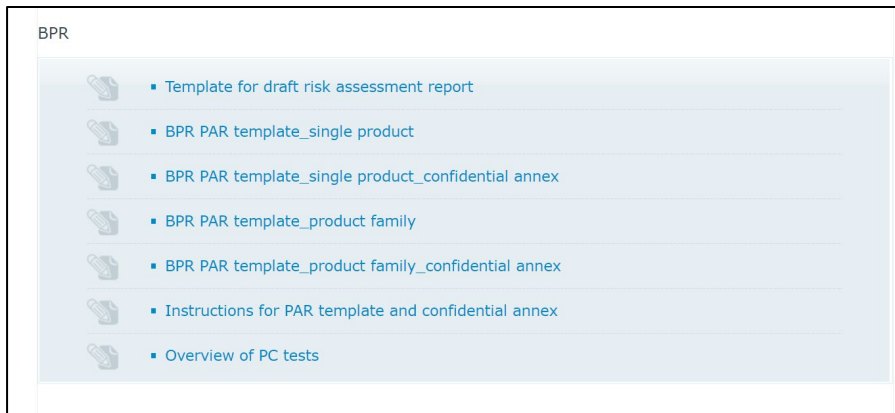 BPR
Template for draft risk assessment report
BPR PAR template_single product
BPR PAR template_single product_confidential annex
BPR PAR template_product family
BPR PAR template_product family_confidential annex
Instructions for PAR template and confidential annex
Overview of PC tests